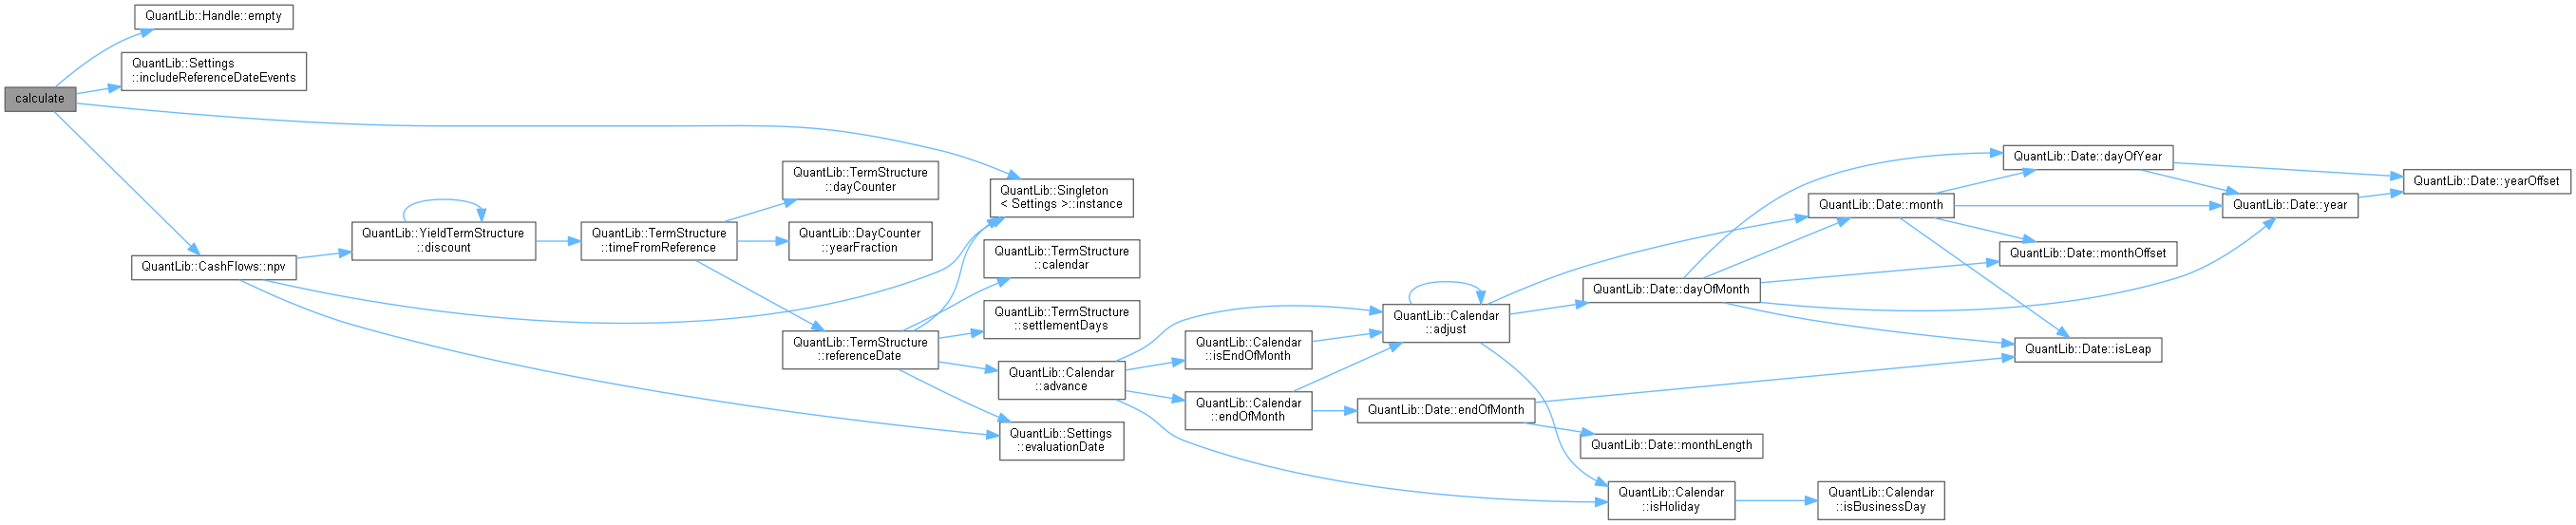 QuantLib::Handle::empty
QuantLib::Settings
::includeReferenceDateEvents
calculate
QuantLib::CashFlows::npv
QuantLib::YieldTermStructure
::discount
QuantLib::TermStructure
::timeFromReference
QuantLib::TermStructure
::dayCounter
QuantLib::DayCounter
::yearFraction
QuantLib::TermStructure
::referenceDate
QuantLib::Singleton
< Settings >::instance
QuantLib::TermStructure
::calendar
QuantLib::TermStructure
::settlementDays
QuantLib::Calendar
::advance
QuantLib::Settings
::evaluationDate
QuantLib::Calendar
::isEndOfMonth
QuantLib::Calendar
::endOfMonth
QuantLib::Calendar
::adjust
QuantLib::Date::endOfMonth
QuantLib::Date::dayOfMonth
QuantLib::Date::monthLength
QuantLib::Calendar
::isHoliday
QuantLib::Date::month
QuantLib::Calendar
::isBusinessDay
QuantLib::Date::dayOfYear
QuantLib::Date::monthOffset
QuantLib::Date::isLeap
QuantLib::Date::year
QuantLib::Date::yearOffset